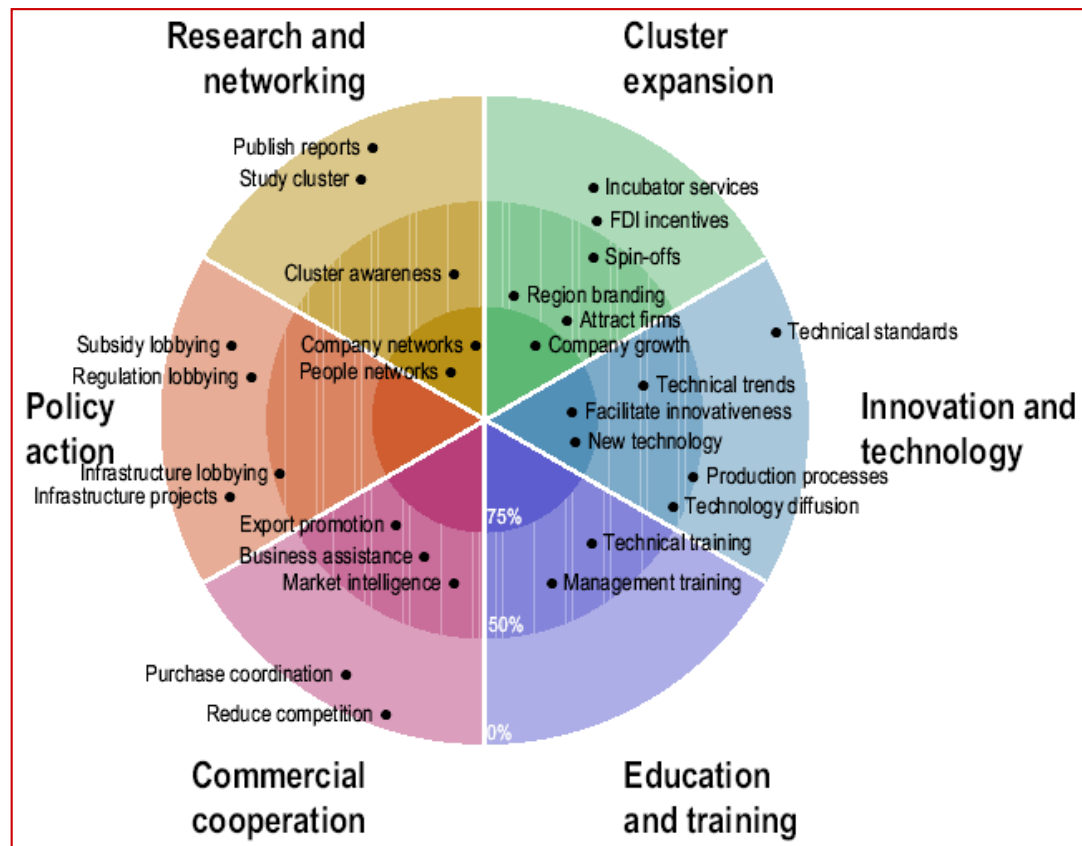 Research and
networking
Cluster
expansion
Publish reports
Study cluster
Cluster awareness
Company networks
People networks
Incubator services
FDI incentives
Spin-offs
Region branding
Attract firms
Company growth
Policy
action
Subsidy lobbying
Regulation lobbying
Infrastructure lobbying
Infrastructure projects
Technical standards
Technical trends
Facilitate innovativeness
New technology
Production processes
Technology diffusion
Innovation and
technology
Export promotion
Business assistance
Market intelligence
Purchase coordination
Reduce competition
75%
Technical training
Management training
50%
0%
Commercial
cooperation
Education
and training